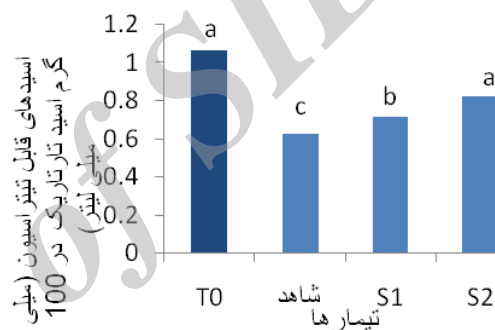 اسیدهای قابل تیتراسیون (میلی
گرم اسید تارتاریک در 100
میلی لیتر)
1.2
1
0.8
0.6
0.4
0.2
0
a
c
b
a
T0
شاهد
S1
S2
تیمار ها
of